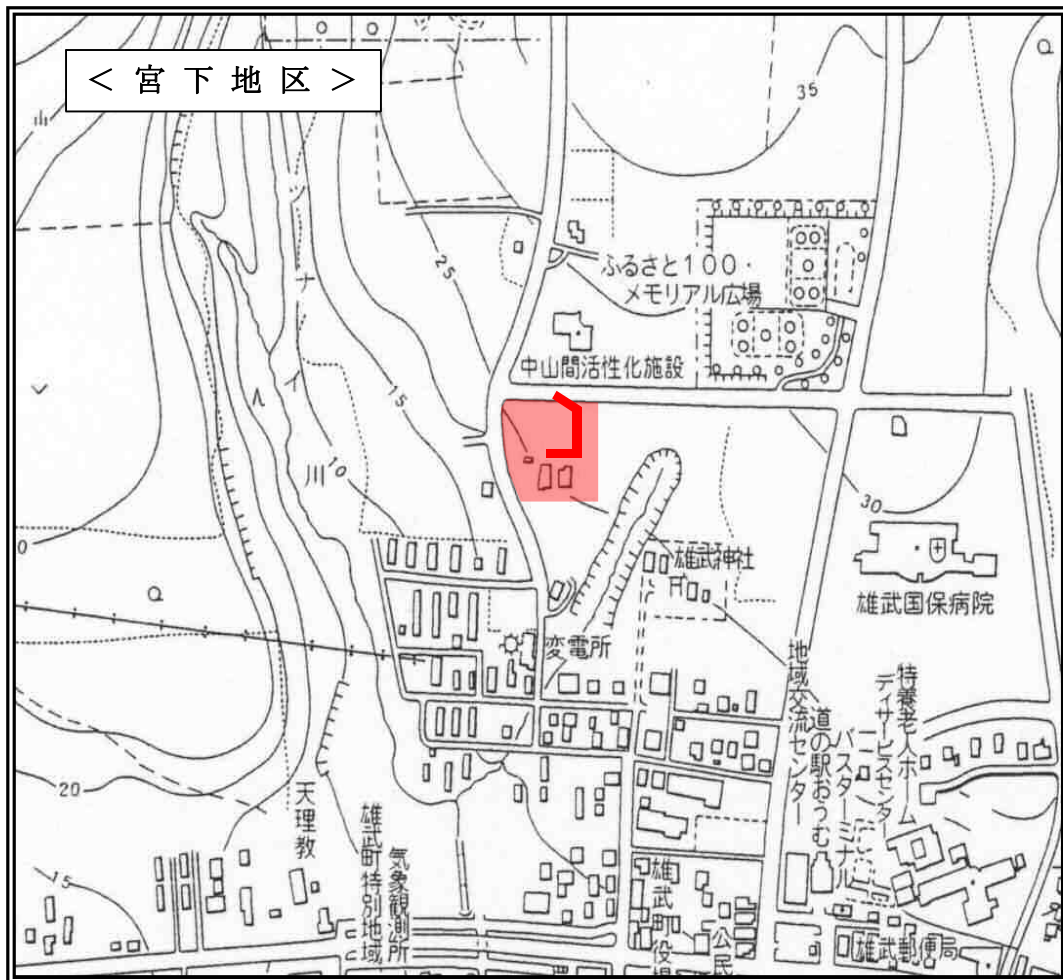 < 宮 下 地 区 >
35
25
ふるさと100・
メモリアル広場
中山間活性化施設
15
イ
ナ
イ
川
10
30
雄武神社
雄武国保病院
変電所
特養老人ホーム
デイサービスセンター
バスターミナル
道の駅おうむ
地域交流センター
20
天理教
15
雄武町特別地域
気象観測所
雄武町役場
公民
雄武郵便局